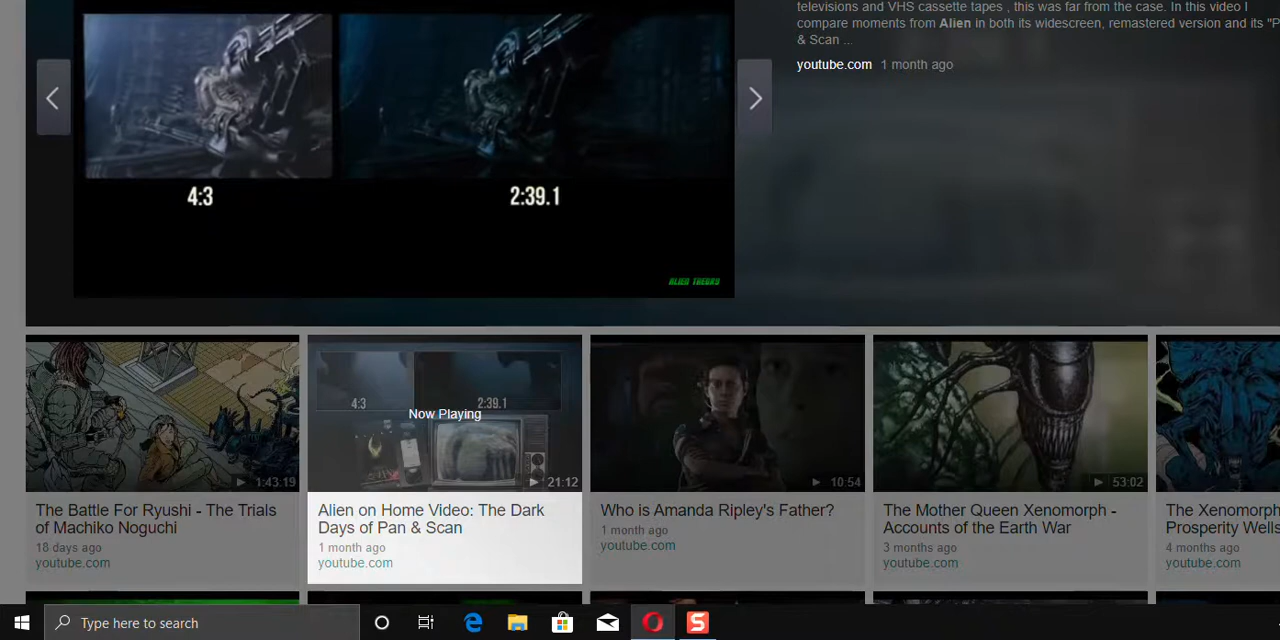 televisions and VHS cassette tapes , this was far from the case. In this video I
compare moments from Alien in both its widescreen, remastered version and its "P
& Scan ...
youtube.com 1 month ago
4:3
2:39.1
ALIEN THEORY
4:3
2:39.1
Now Playing
1:43:19
21:12
10:54
53:02
The Battle For Ryushi - The Trials
of Machiko Noguchi
18 days ago
youtube.com
Alien on Home Video: The Dark
Days of Pan & Scan
1 month ago
youtube.com
Who is Amanda Ripley's Father?
1 month ago
youtube.com
The Mother Queen Xenomorph -
Accounts of the Earth War
3 months ago
youtube.com
The Xenomorph
Prosperity Wells
4 months ago
youtube.com
Type here to search